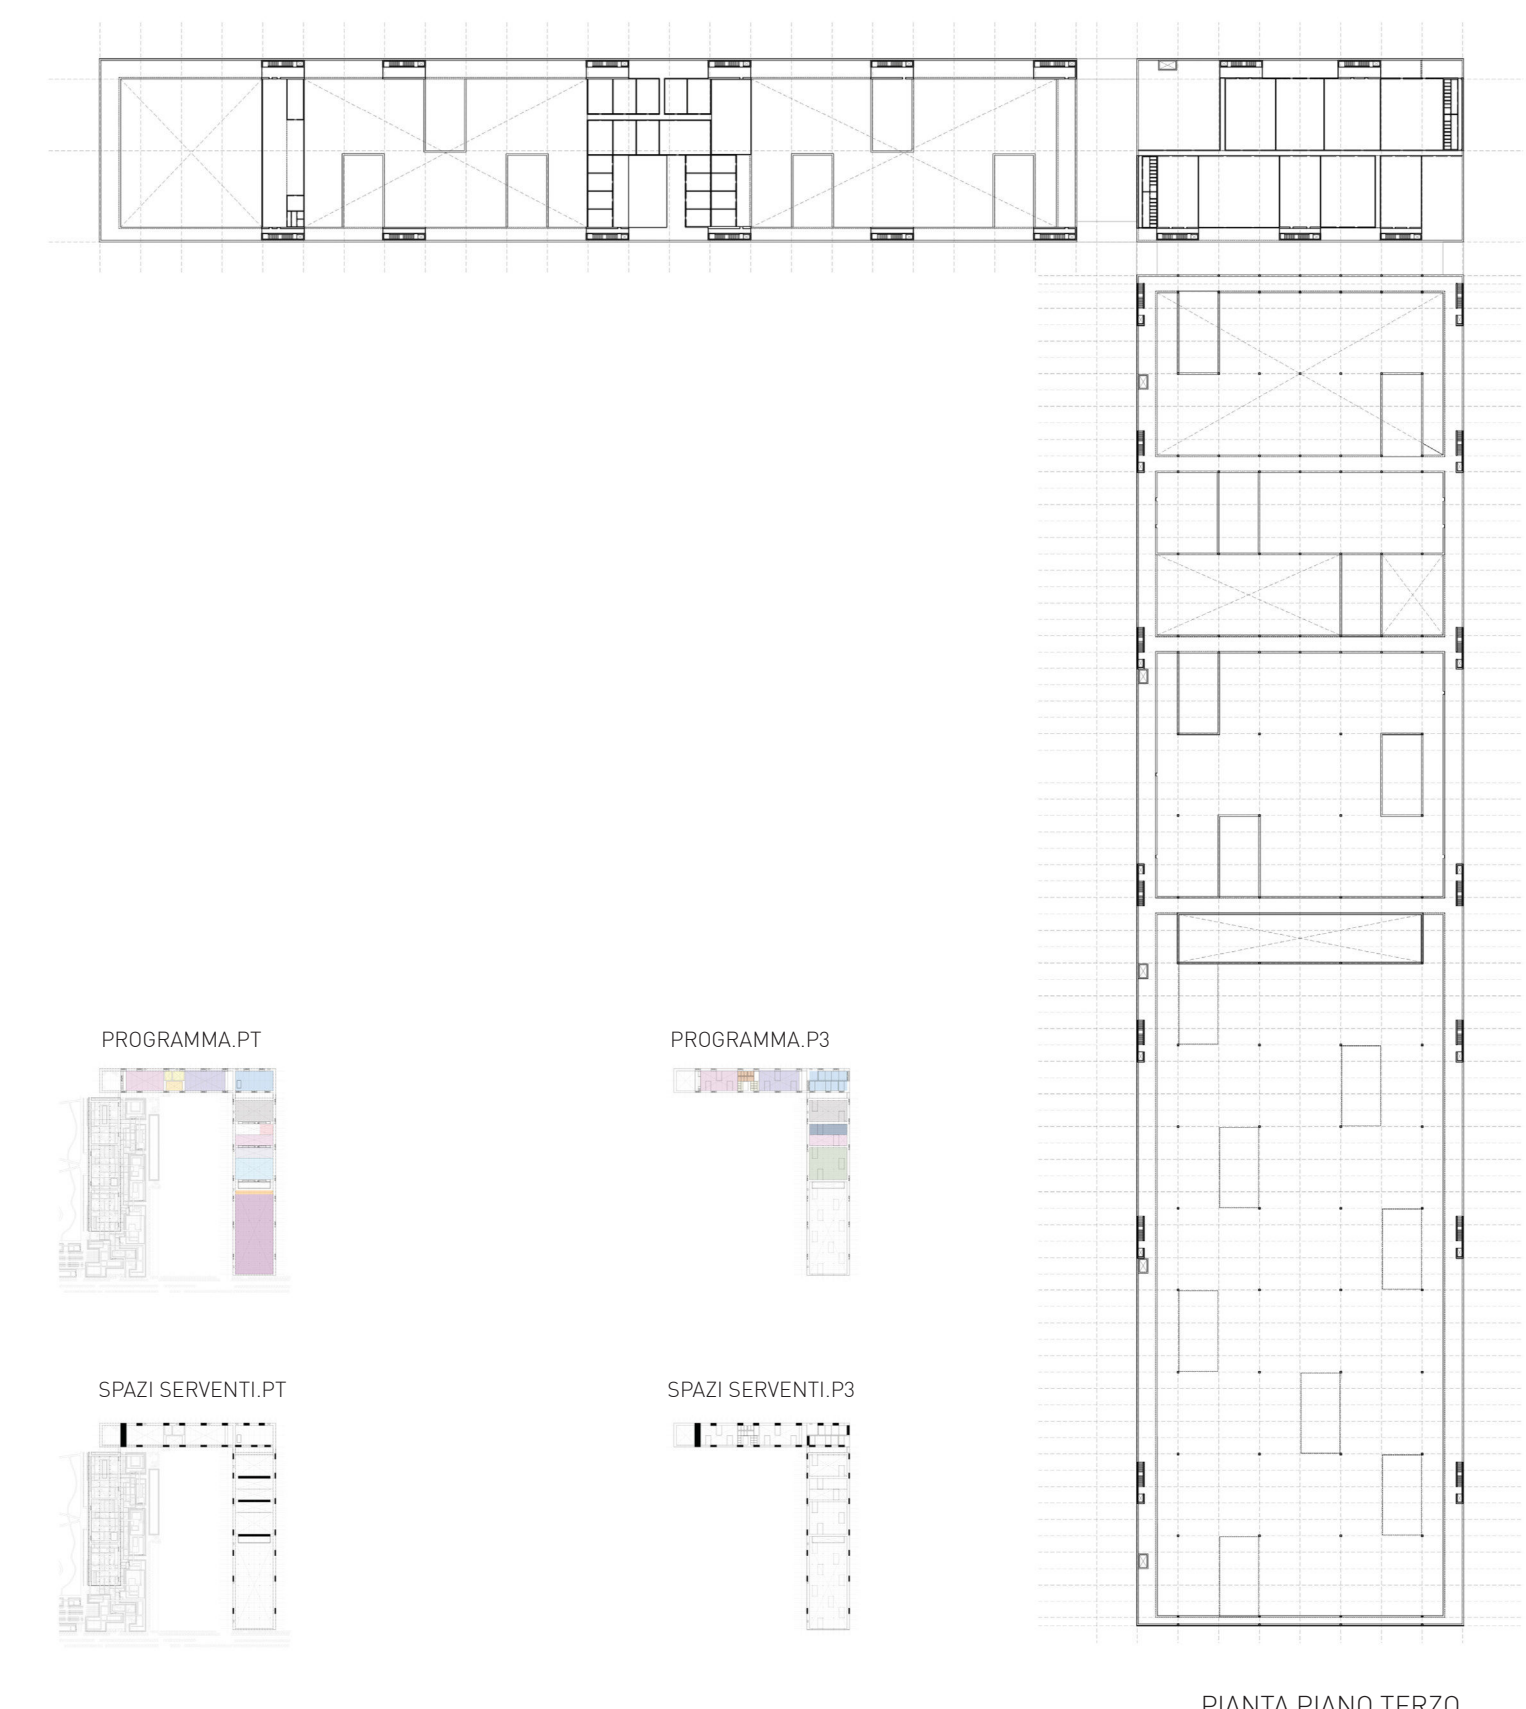 PROGRAMMA.PT
PROGRAMMA.P3
SPAZI SERVENTI.PT
SPAZI SERVENTI.P3
PIANTA PIANO TERZO